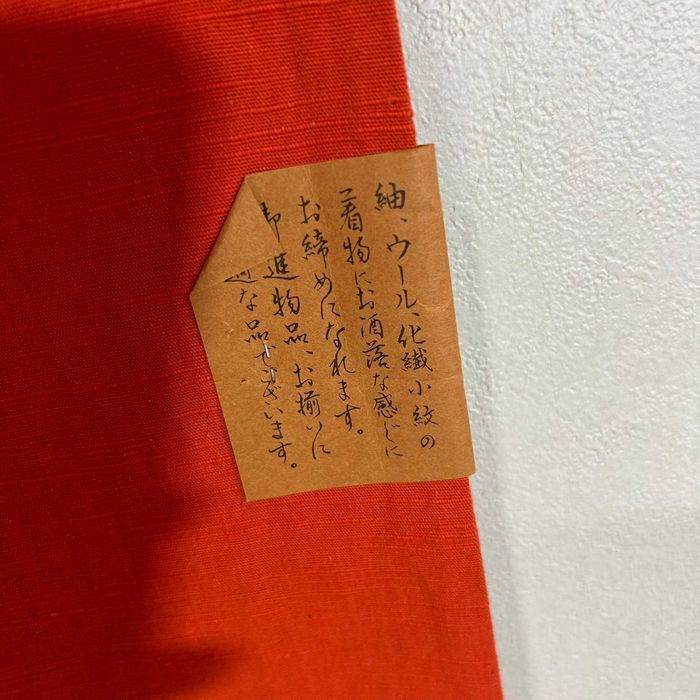 紬、ウール、化繊小紋の
着物にお洒落な感じに
お締めになれます。
御進物品、お揃いに
適な品でございます。